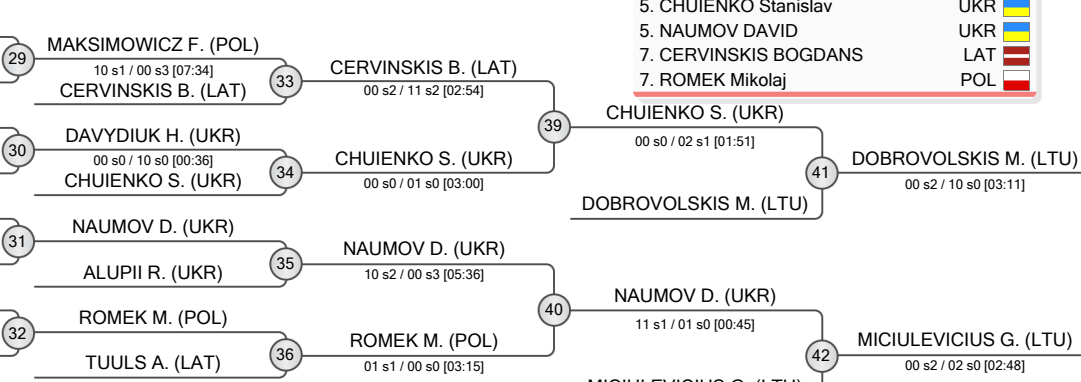 5. CHUIENKO Stanislav UKR
5. NAUMOV DAVID UKR
7. CERVINSKIS BOGDANS LAT
7. ROMEK Mikolaj POL
29
MAKSIMOWICZ F. (POL)
10 s1 / 00 s3 [07:34]
CERVINSKIS B. (LAT)
33
CERVINSKIS B. (LAT)
00 s2 / 11 s2 [02:54]
30
DAVYDIUK H. (UKR)
00 s0 / 10 s0 [00:36]
CHUIENKO S. (UKR)
34
CHUIENKO S. (UKR)
00 s0 / 01 s0 [03:00]
39
CHUIENKO S. (UKR)
00 s0 / 02 s1 [01:51]
DOBROVOLSKIS M. (LTU)
41
DOBROVOLSKIS M. (LTU)
00 s2 / 10 s0 [03:11]
31
NAUMOV D. (UKR)
ALUPII R. (UKR)
35
NAUMOV D. (UKR)
10 s2 / 00 s3 [05:36]
32
ROMEK M. (POL)
TUULS A. (LAT)
36
ROMEK M. (POL)
01 s1 / 00 s0 [03:15]
40
NAUMOV D. (UKR)
11 s1 / 01 s0 [00:45]
42
MICIULEVICIUS G. (LTU)
00 s2 / 02 s0 [02:48]